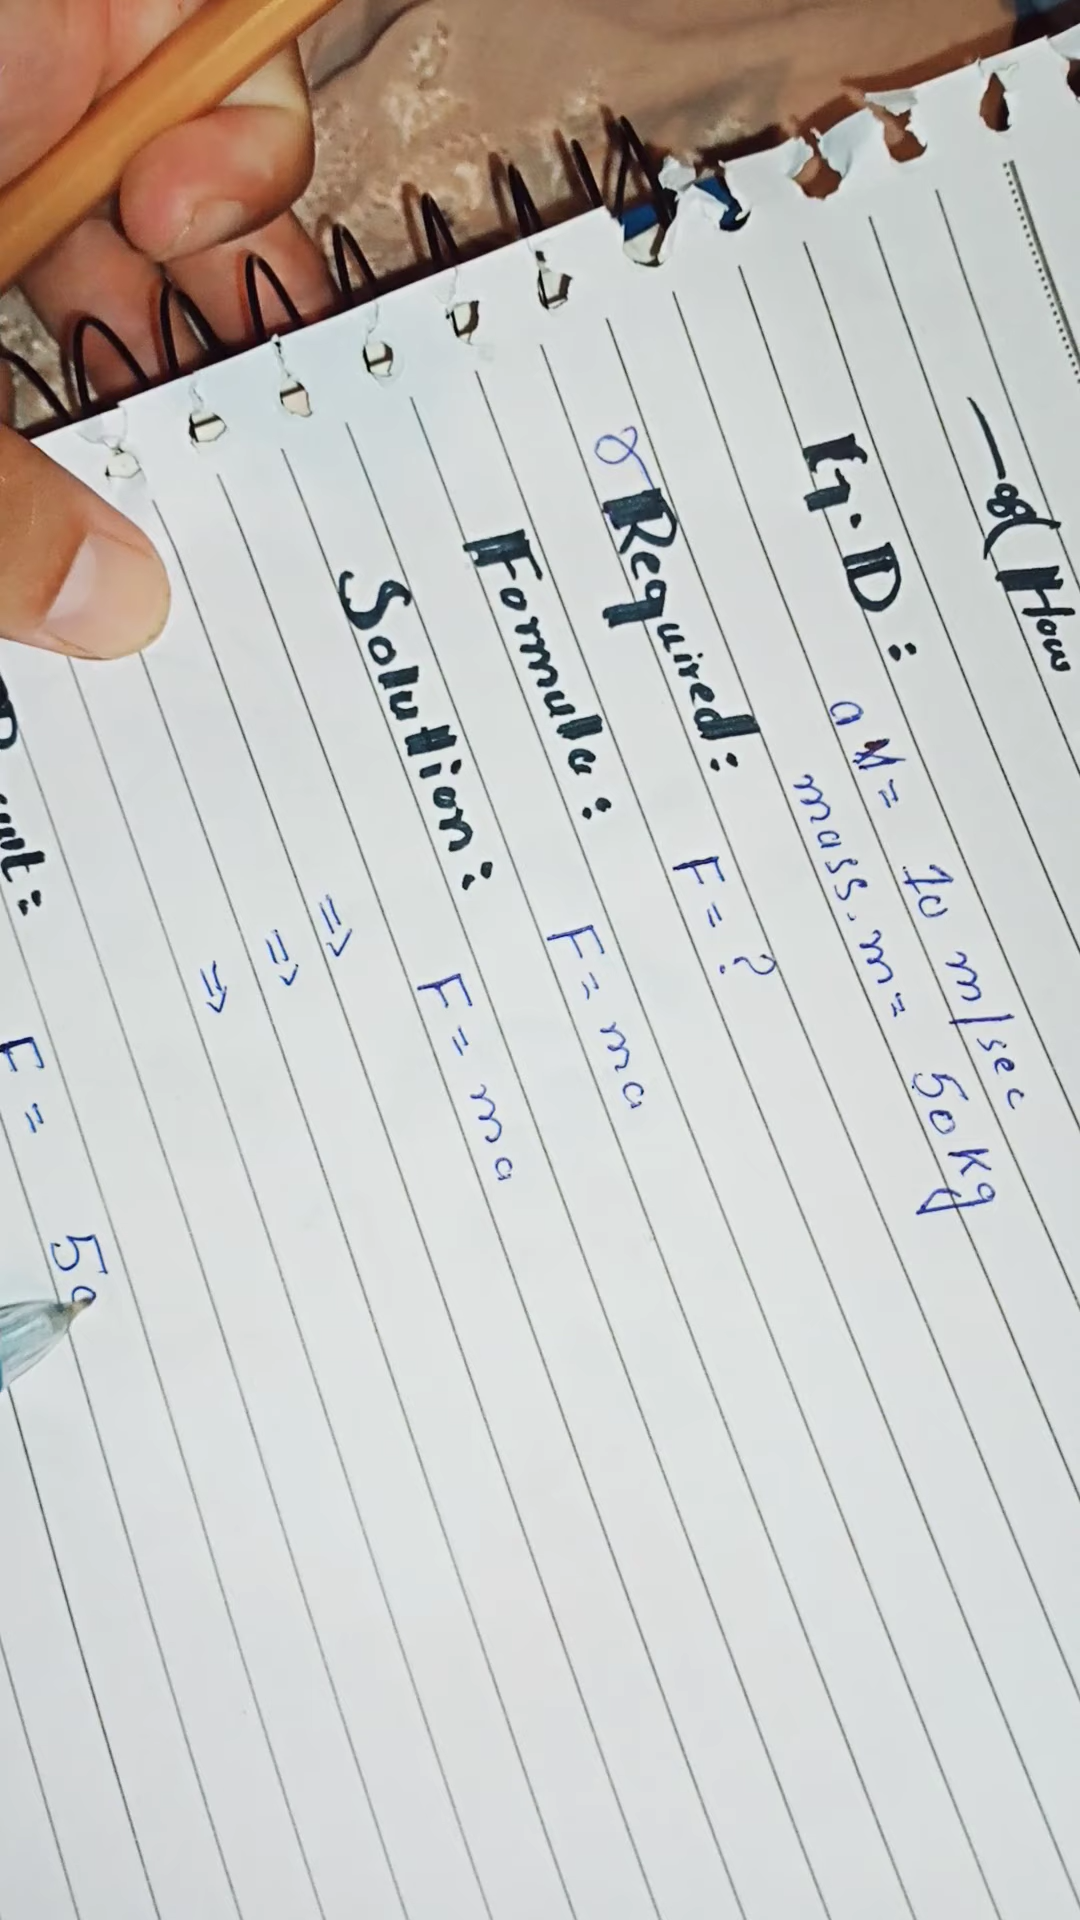 How
G.D: a = 10 m/sec
mass. m = 50 Kg
Required: F = ?
Formula: F = ma
Solution: F = ma
⇒
⇒
⇒
F = 50